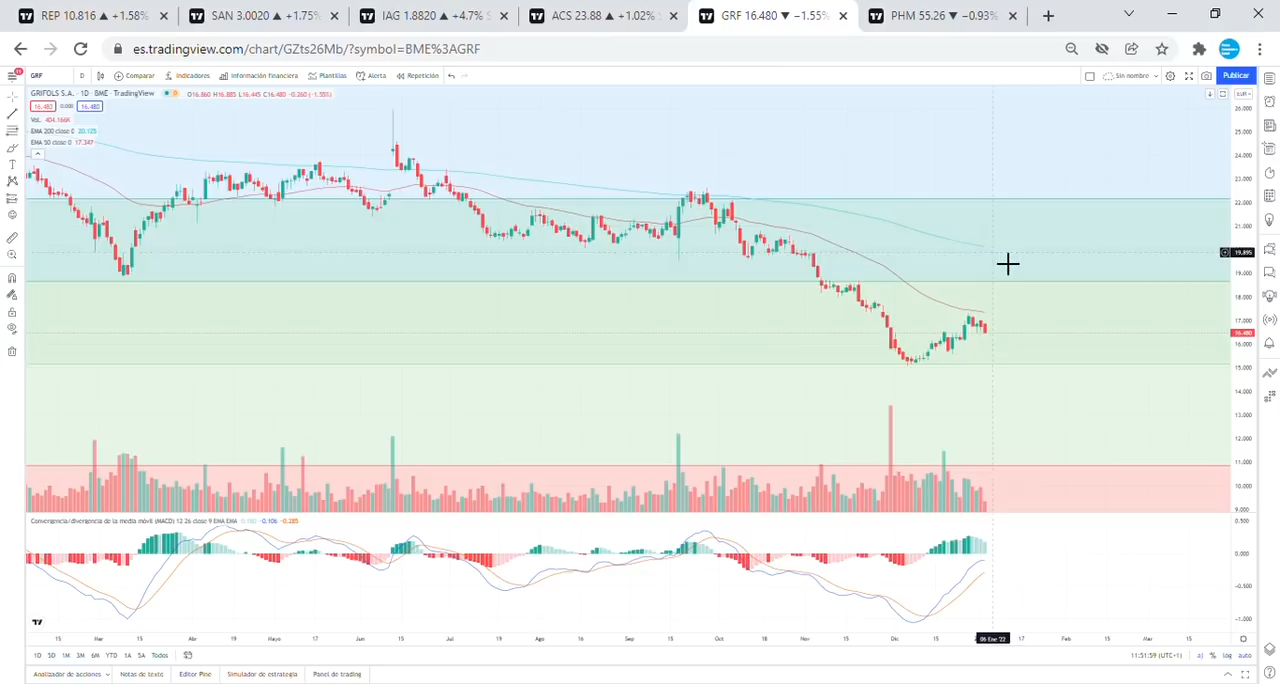 REP 10.816 ▲ +1.58%
SAN 3.0020 ▲ +1.75%
IAG 1.8820 ▲ +4.7% S
ACS 23.88 ▲ +1.02%
GRF 16.480 ▼ −1.55%
PHM 55.26 ▼ −0.93%
es.tradingview.com/chart/GZts26Mb/?symbol=BME%3AGRF
GRF D Comparar Indicadores Información financiera Plantillas Alerta Repetición Sin nombre Publicar
GRIFOLS S.A. · 1D · BME · TradingView O16.860 H16.885 L16.445 C16.480 −0.260 (−1.55%)
16.480 0.000 16.480
Vol. 404.166K
EMA 200 close 0 20.125
EMA 50 close 0 17.347
EUR
26.000
25.000
24.000
23.000
22.000
21.000
19.895
19.000
18.000
17.000
16.480
16.000
15.000
14.000
13.000
12.000
11.000
10.000
9.000
Convergencia/divergencia de la media móvil (MACD) 12 26 close 9 EMA EMA 0.180 −0.106 −0.285
0.500
0.000
−0.500
−1.000
15 Mar 15 Abr 19 Mayo 17 Jun 15 Jul 19 Ago 16 Sep 15 Oct 18 Nov 15 Dic 15 06 Ene '22 17 Feb 15 Mar 15
1D 5D 1M 3M 6M YTD 1A 5A Todos 11:51:59 (UTC+1) % log auto
Analizador de acciones Notas de texto Editor Pine Simulador de estrategia Panel de trading